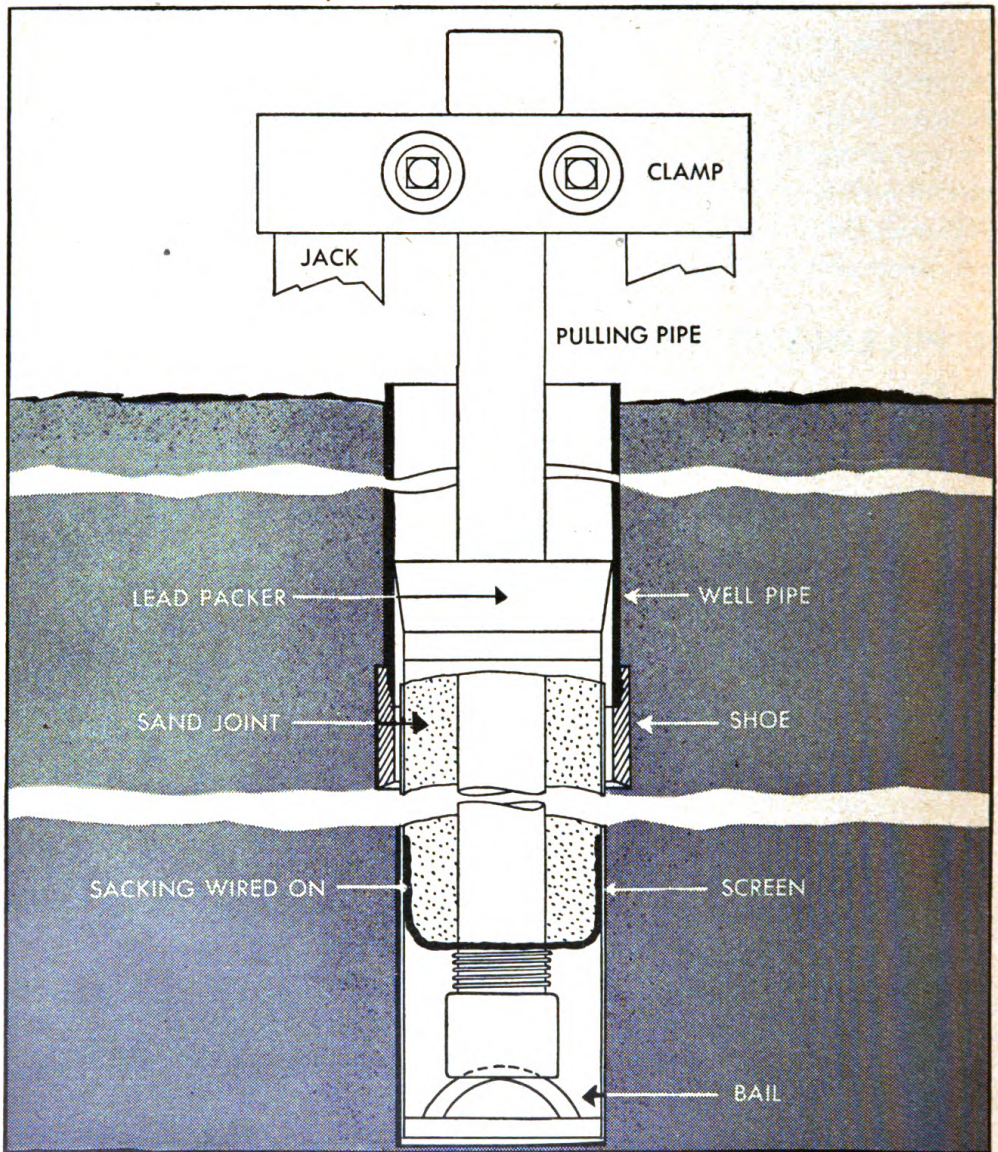 CLAMP
JACK
PULLING PIPE
LEAD PACKER
WELL PIPE
SAND JOINT
SHOE
SACKING WIRED ON
SCREEN
BAIL